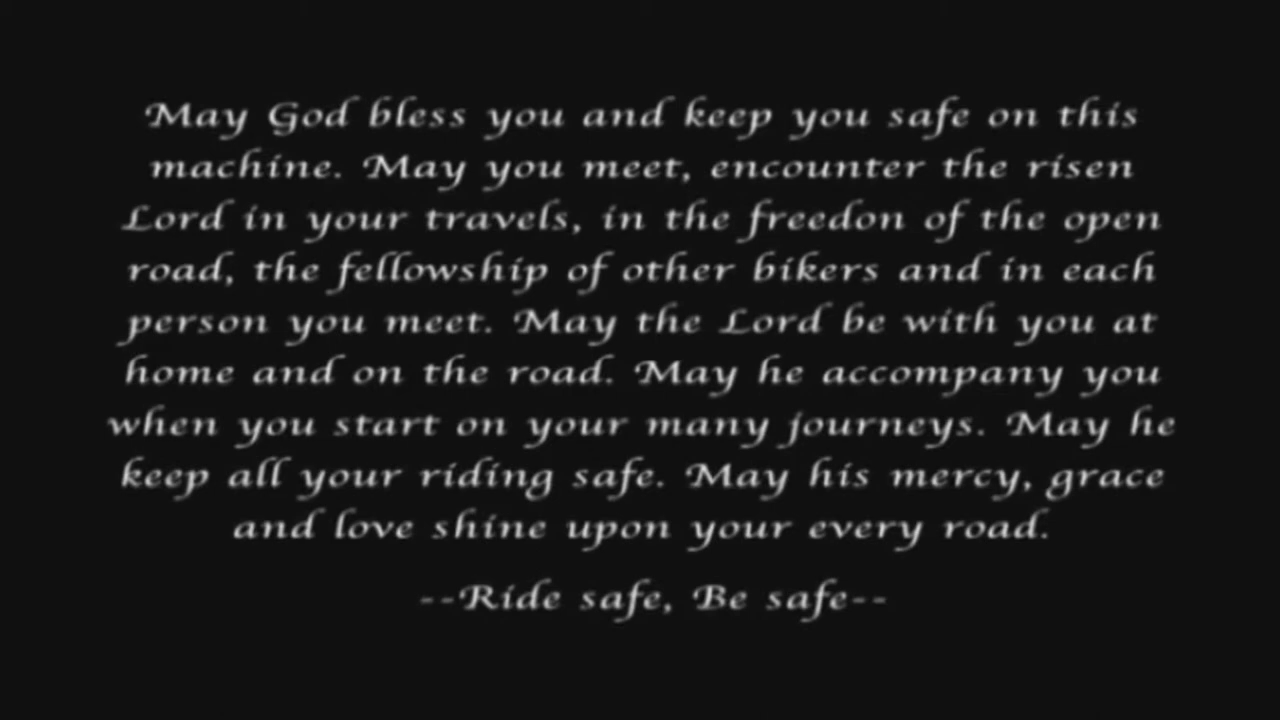 May God bless you and keep you safe on this
machine. May you meet, encounter the risen
Lord in your travels, in the freedon of the open
road, the fellowship of other bikers and in each
person you meet. May the Lord be with you at
home and on the road. May he accompany you
when you start on your many journeys. May he
keep all your riding safe. May his mercy, grace
and love shine upon your every road.
--Ride safe, Be safe--